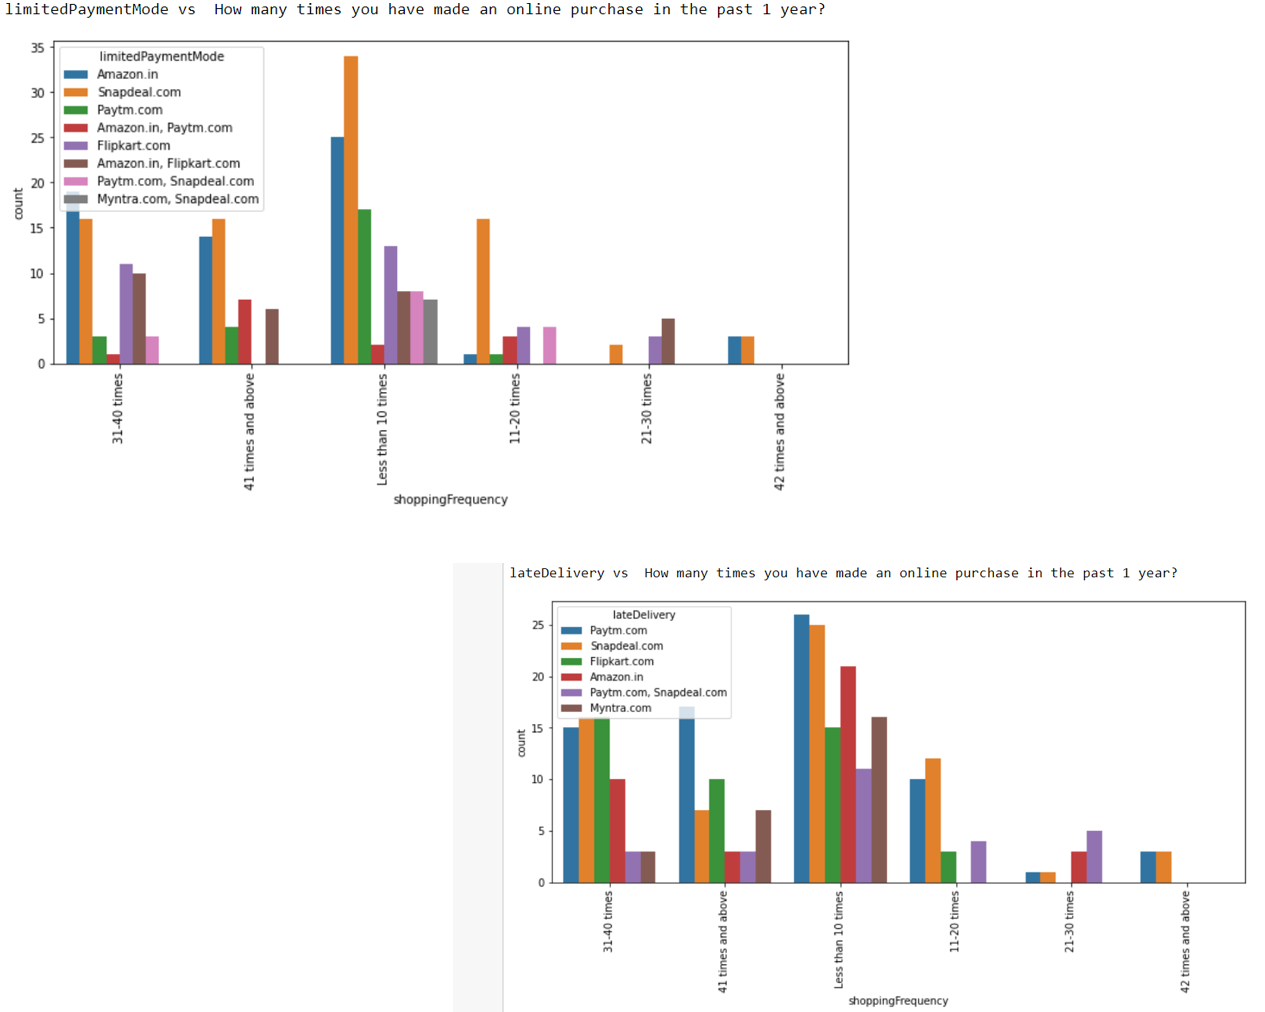 limitedPaymentMode vs  How many times you have made an online purchase in the past 1 year?
limitedPaymentMode
Amazon.in
Snapdeal.com
Paytm.com
Amazon.in, Paytm.com
Flipkart.com
Amazon.in, Flipkart.com
Paytm.com, Snapdeal.com
Myntra.com, Snapdeal.com
35
30
25
20
15
10
5
0
count
31-40 times
41 times and above
Less than 10 times
11-20 times
21-30 times
42 times and above
shoppingFrequency
lateDelivery vs  How many times you have made an online purchase in the past 1 year?
lateDelivery
Paytm.com
Snapdeal.com
Flipkart.com
Amazon.in
Paytm.com, Snapdeal.com
Myntra.com
25
20
15
10
5
0
count
31-40 times
41 times and above
Less than 10 times
11-20 times
21-30 times
42 times and above
shoppingFrequency